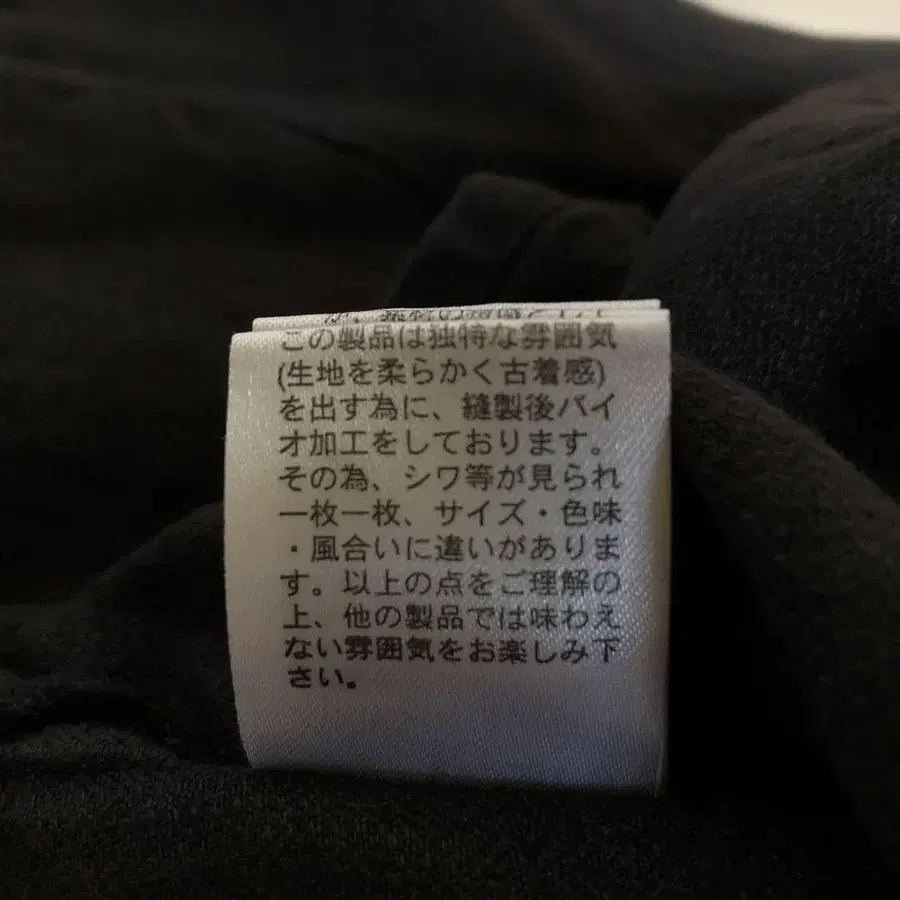 この製品は独特な雰囲気
(生地を柔らかく古着感)
を出す為に、縫製後バイ
オ加工をしております。
その為、シワ等が見られ
一枚一枚、サイズ・色味
・風合いに違いがありま
す。以上の点をご理解の
上、他の製品では味わえ
ない雰囲気をお楽しみ下
さい。